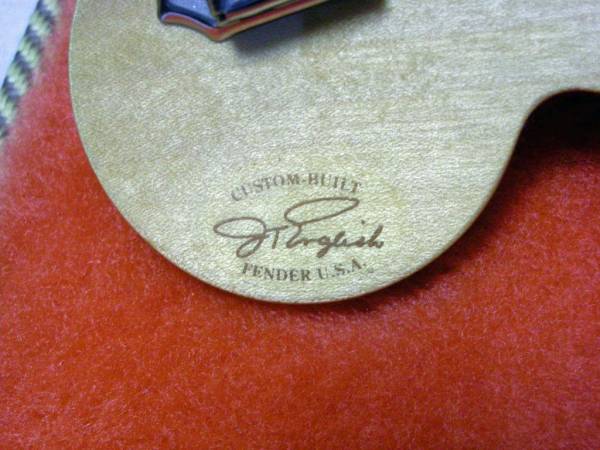 CUSTOM-BUILT
J English
FENDER U.S.A.